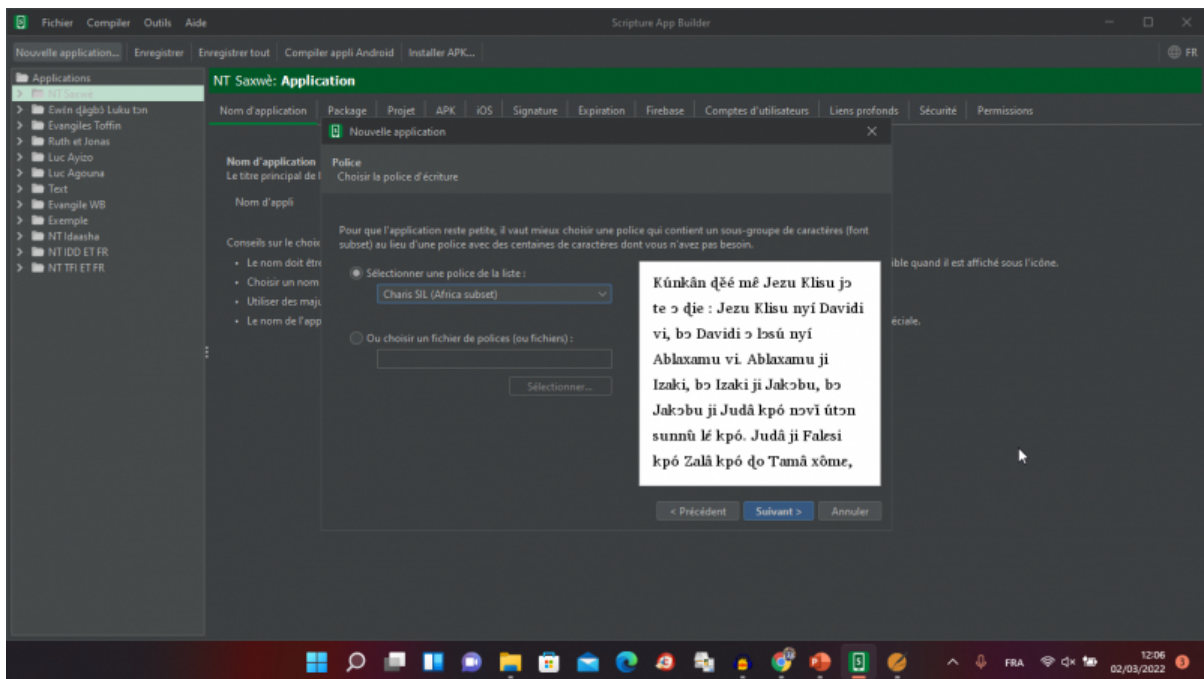 Fichier Compiler Outils Aide
Scripture App Builder
Nouvelle application... Enregistrer Enregistrer tout Compiler appli Android Installer APK...
FR
Applications
NT Saxwè
Ewin ɖàgbò Luku tɔn
Evangiles Toffin
Ruth et Jonas
Luc Ayizo
Luc Agouna
Text
Evangile WB
Exemple
NT Idaasha
NT IDD ET FR
NT TFI ET FR
NT Saxwè: Application
Nom d'application Package Projet APK iOS Signature Expiration Firebase Comptes d'utilisateurs Liens profonds Sécurité Permissions
Nom d'application
Le titre principal de l
Nom d'appli
Conseils sur le choix
• Le nom doit être
ible quand il est affiché sous l'icône.
• Choisir un nom
• Utiliser des maju
• Le nom de l'app
éciale.
Nouvelle application
Police
Choisir la police d'écriture
Pour que l'application reste petite, il vaut mieux choisir une police qui contient un sous-groupe de caractères (font
subset) au lieu d'une police avec des centaines de caractères dont vous n'avez pas besoin.
Sélectionner une police de la liste :
Charis SIL (Africa subset)
Ou choisir un fichier de polices (ou fichiers) :
Sélectionner...
Kúnkân ɖěé mɛ̂ Jezu Klisu jɔ
te ɔ ɖie : Jezu Klisu nyí Davidi
vi, bɔ Davidi ɔ lɔsú nyí
Ablaxamu vi. Ablaxamu ji
Izaki, bɔ Izaki ji Jakɔbu, bɔ
Jakɔbu ji Judâ kpó nɔvǐ útɔn
sunnû lɛ́ kpó. Judâ ji Falɛsi
kpó Zalâ kpó ɖo Tamâ xômɛ,
< Précédent Suivant > Annuler
FRA
12:06
02/03/2022
3